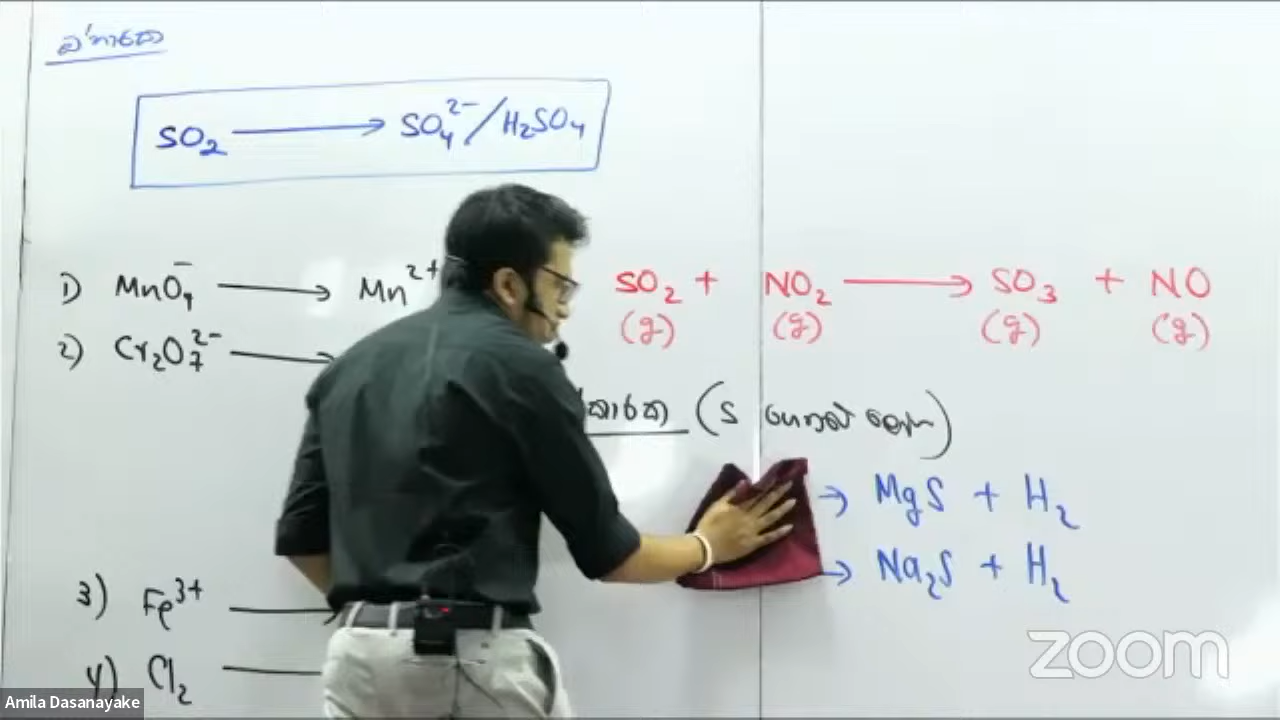 SO₂ ⟶ SO₄²⁻/H₂SO₄
1) MnO₄⁻ ⟶ Mn²⁺
2) Cr₂O₇²⁻ ⟶
SO₂ + NO₂ ⟶ SO₃ + NO
(g) (g) (g) (g)
(S
→ MgS + H₂
→ Na₂S + H₂
3) Fe³⁺ ⟶
4) Cl₂ ⟶
zoom
Amila Dasanayake